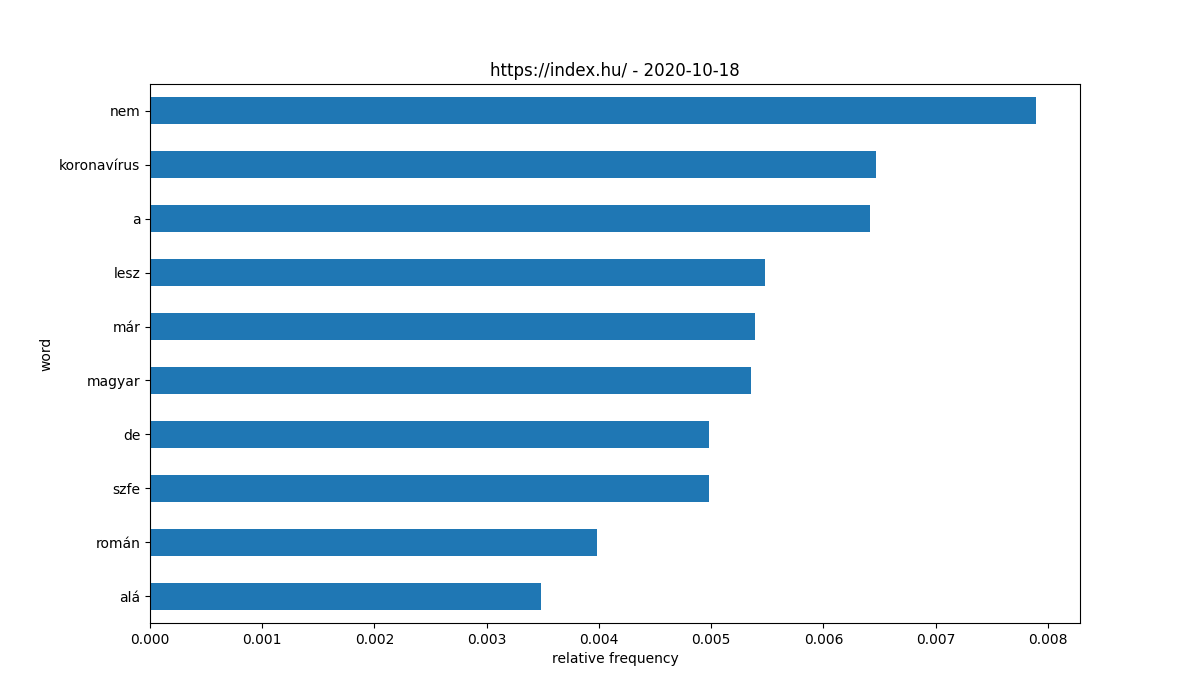 https://index.hu/ - 2020-10-18
nem
koronavírus
a
lesz
már
magyar
de
szfe
román
alá
word
0.000 0.001 0.002 0.003 0.004 0.005 0.006 0.007 0.008
relative frequency